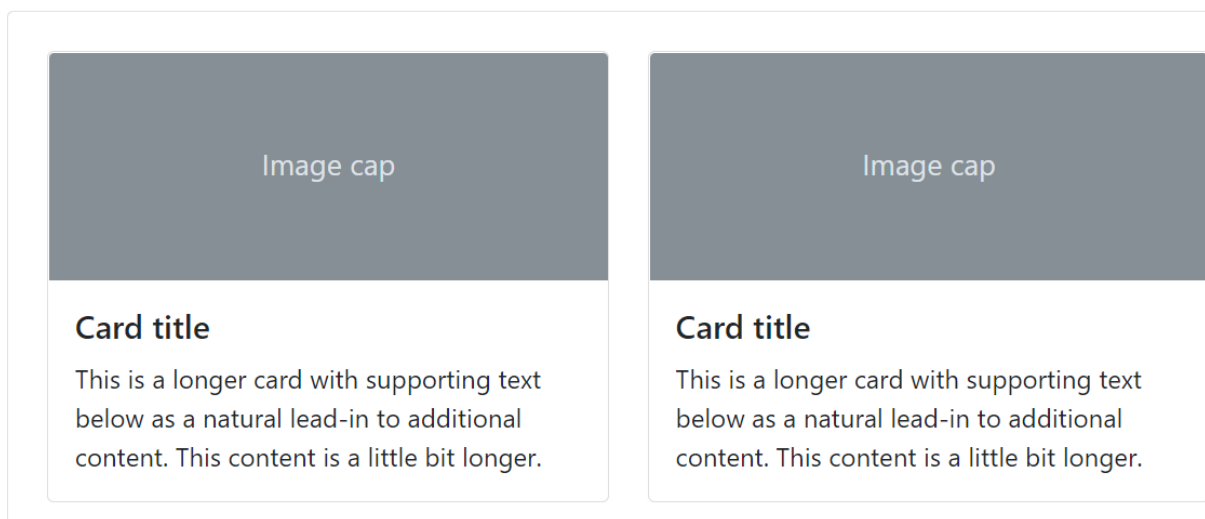 Image cap
Card title
This is a longer card with supporting text
below as a natural lead-in to additional
content. This content is a little bit longer.
Image cap
Card title
This is a longer card with supporting text
below as a natural lead-in to additional
content. This content is a little bit longer.